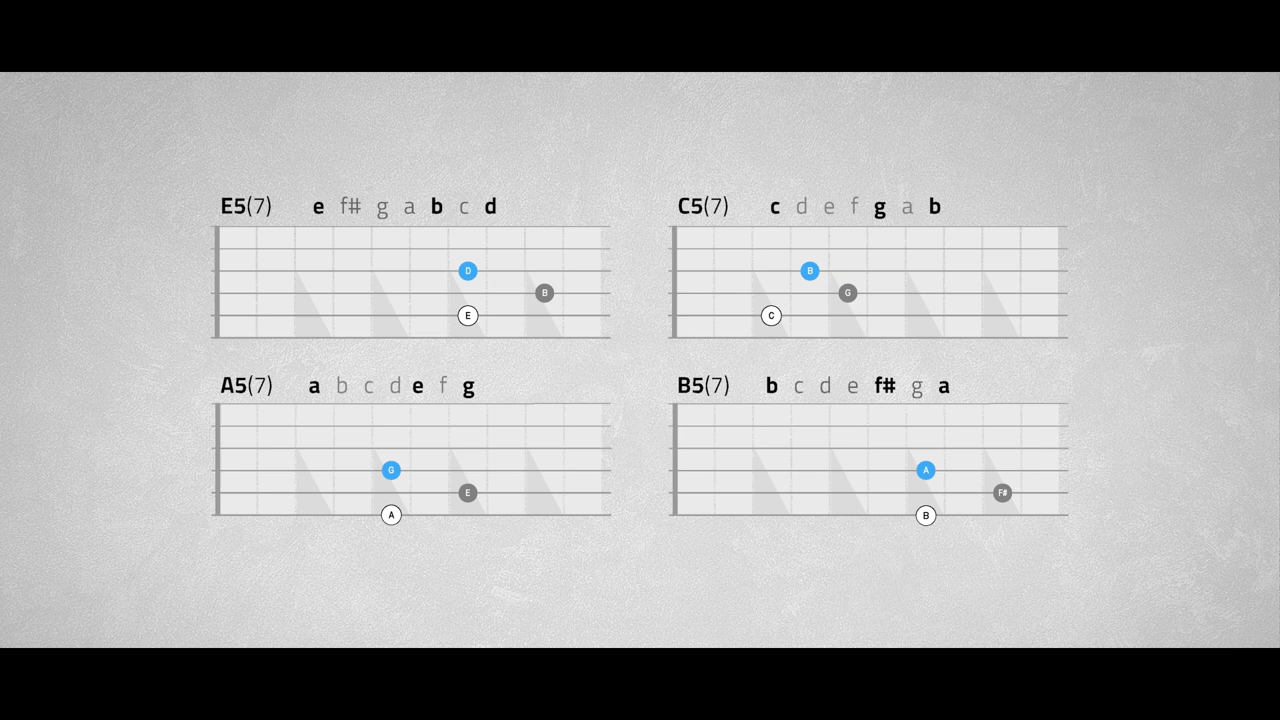 E5(7) e f# g a b c d
D
B
E
C5(7) c d e f g a b
B
G
C
A5(7) a b c d e f g
G
E
A
B5(7) b c d e f# g a
A
F#
B